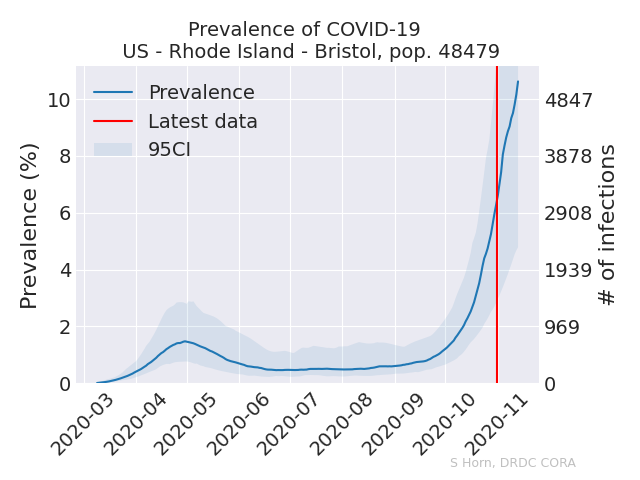 Prevalence of COVID-19
US - Rhode Island - Bristol, pop. 48479
Prevalence
Latest data
95CI
Prevalence (%)
10
8
6
4
2
0
4847
3878
2908
1939
969
0
# of infections
2020-03
2020-04
2020-05
2020-06
2020-07
2020-08
2020-09
2020-10
2020-11
S Horn, DRDC CORA